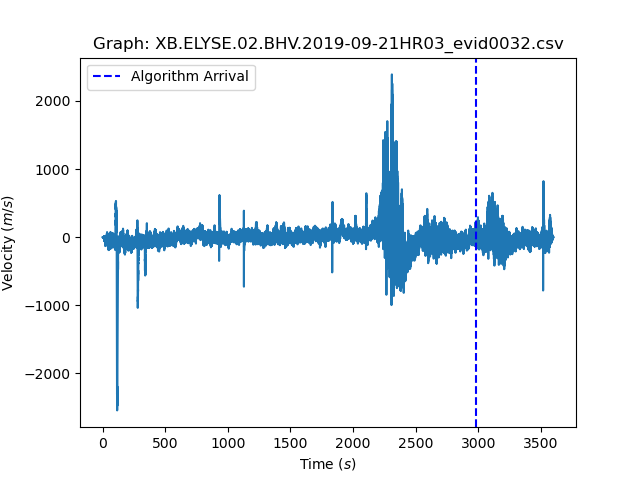 Graph: XB.ELYSE.02.BHV.2019-09-21HR03_evid0032.csv
Algorithm Arrival
Velocity (m/s)
2000
1000
0
−1000
−2000
0 500 1000 1500 2000 2500 3000 3500
Time (s)